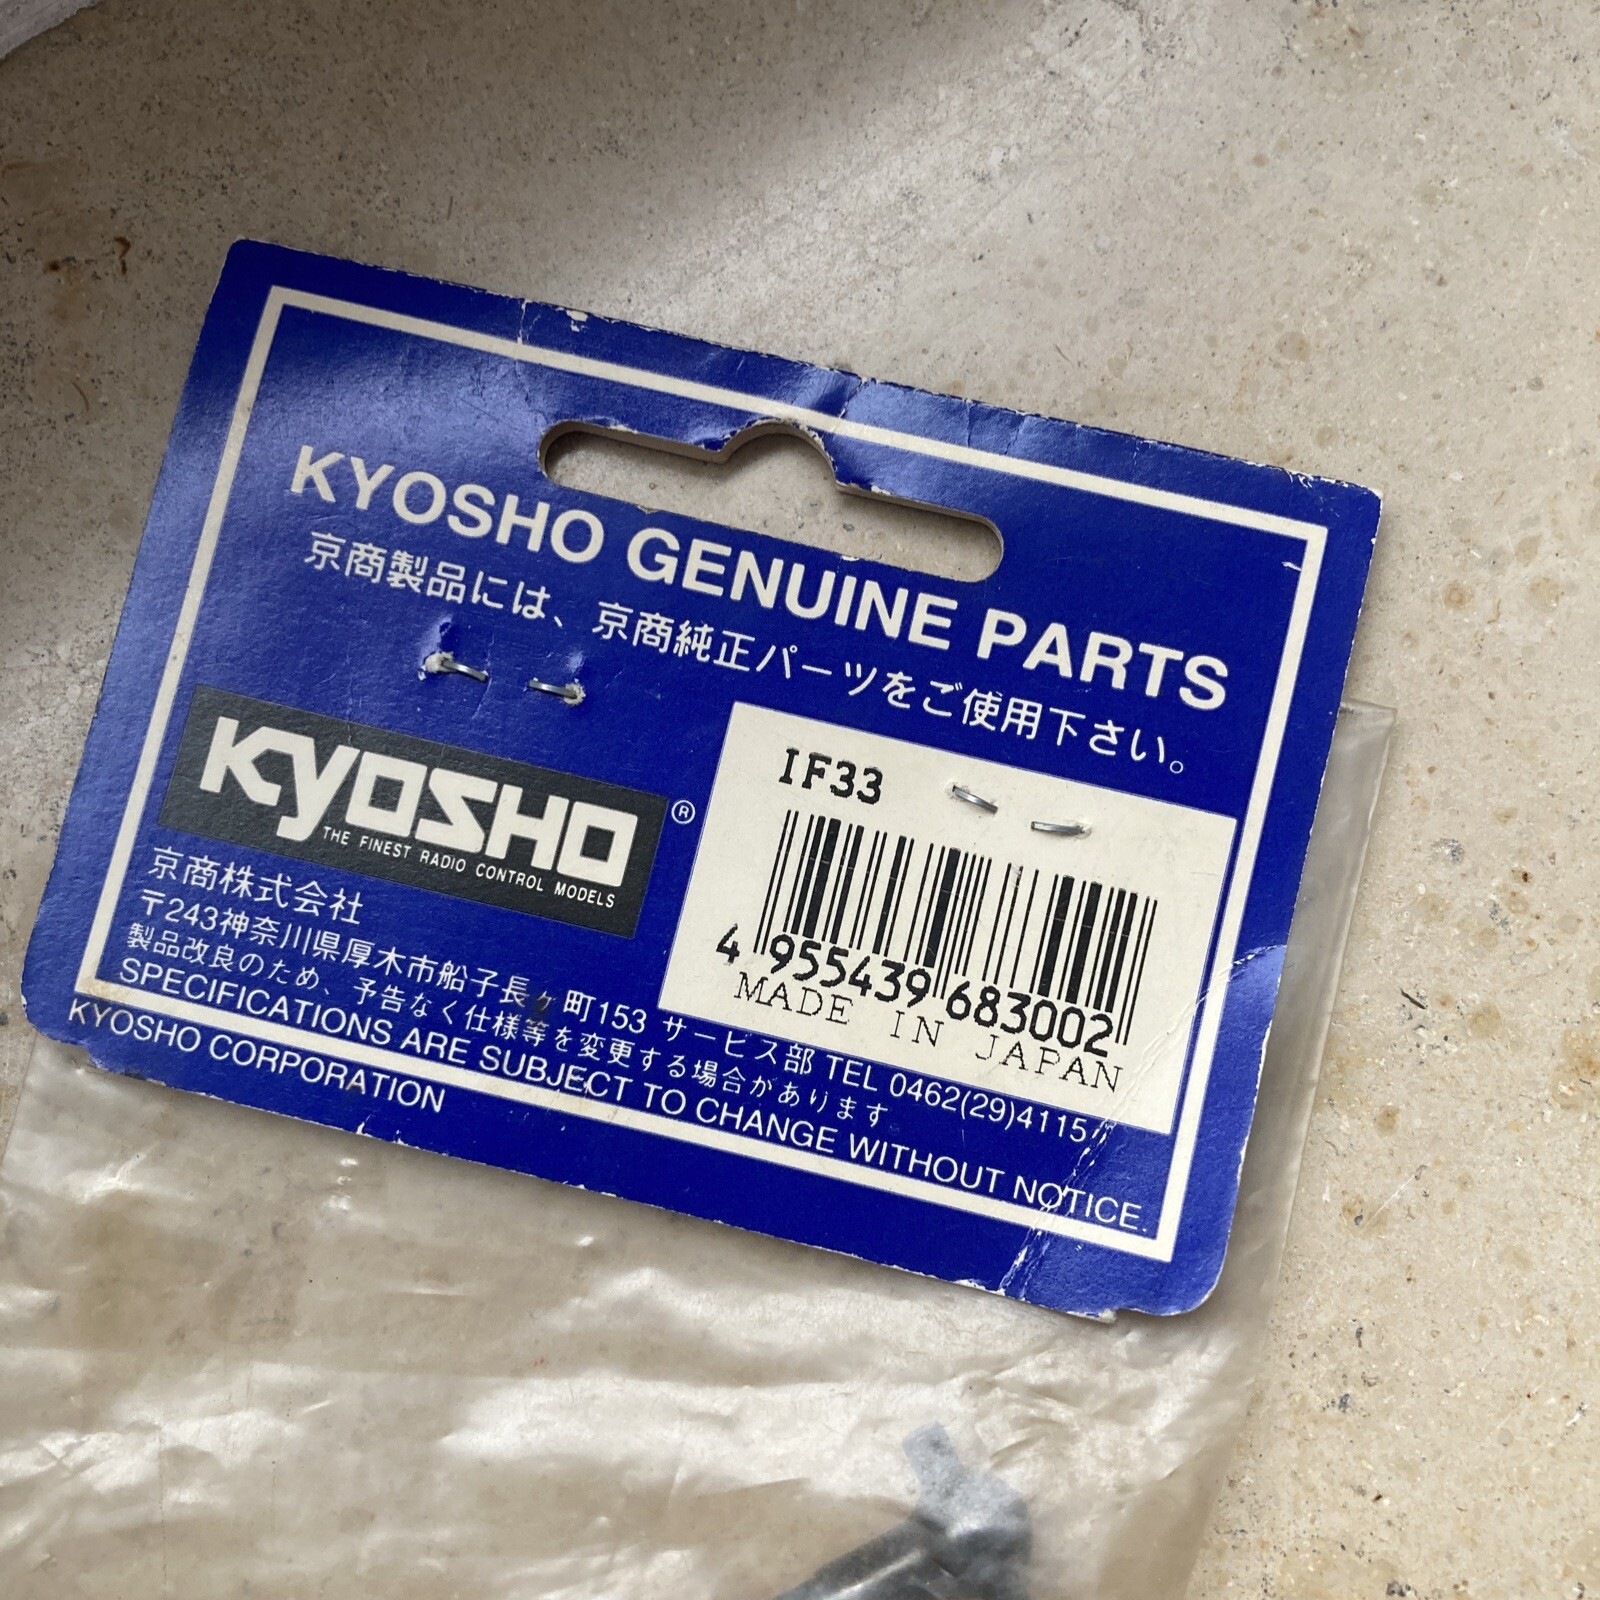 KYOSHO GENUINE PARTS
京商製品には、京商純正パーツをご使用下さい。
KYOSHO ®
THE FINEST RADIO CONTROL MODELS
IF33
4 955439 683002
MADE IN JAPAN
京商株式会社
〒243神奈川県厚木市船子長ヶ町153 サービス部 TEL 0462(29)4115
製品改良のため、予告なく仕様等を変更する場合があります
SPECIFICATIONS ARE SUBJECT TO CHANGE WITHOUT NOTICE.
KYOSHO CORPORATION